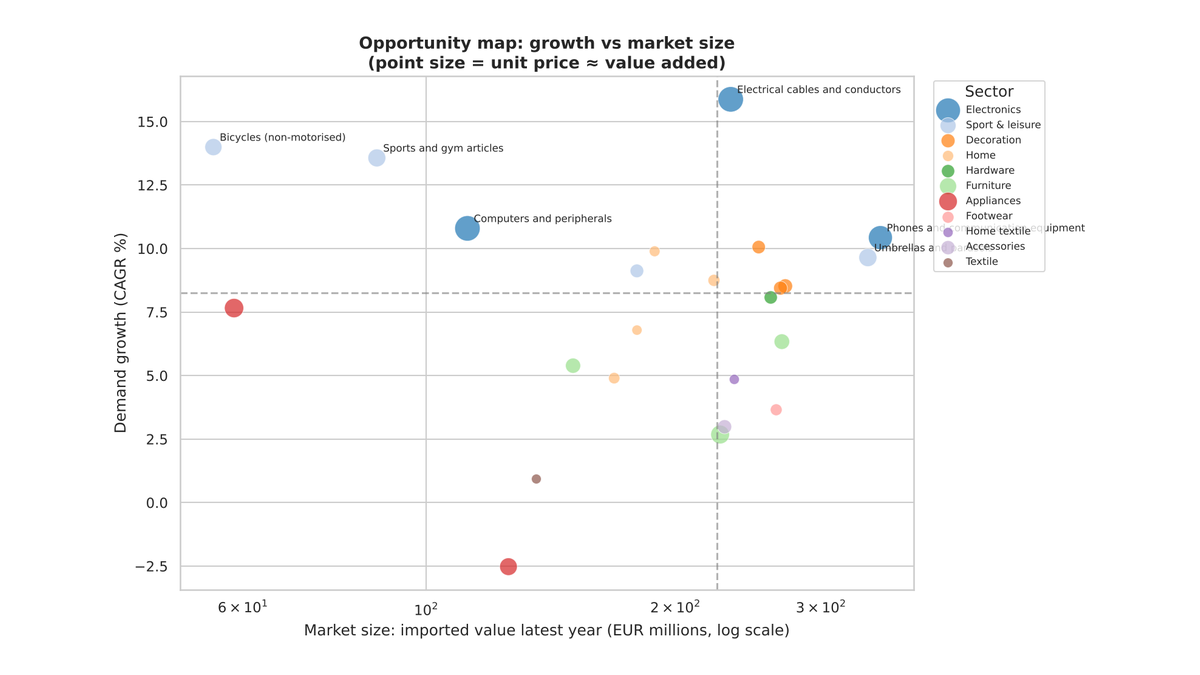 Opportunity map: growth vs market size
(point size = unit price ≈ value added)
Demand growth (CAGR %)
15.0
12.5
10.0
7.5
5.0
2.5
0.0
−2.5
Electrical cables and conductors
Bicycles (non-motorised)
Sports and gym articles
Computers and peripherals
Phones and equipment
Umbrellas
Sector
Electronics
Sport & leisure
Decoration
Home
Hardware
Furniture
Appliances
Footwear
Home textile
Accessories
Textile
6 × 10¹
10²
2 × 10²
3 × 10²
Market size: imported value latest year (EUR millions, log scale)